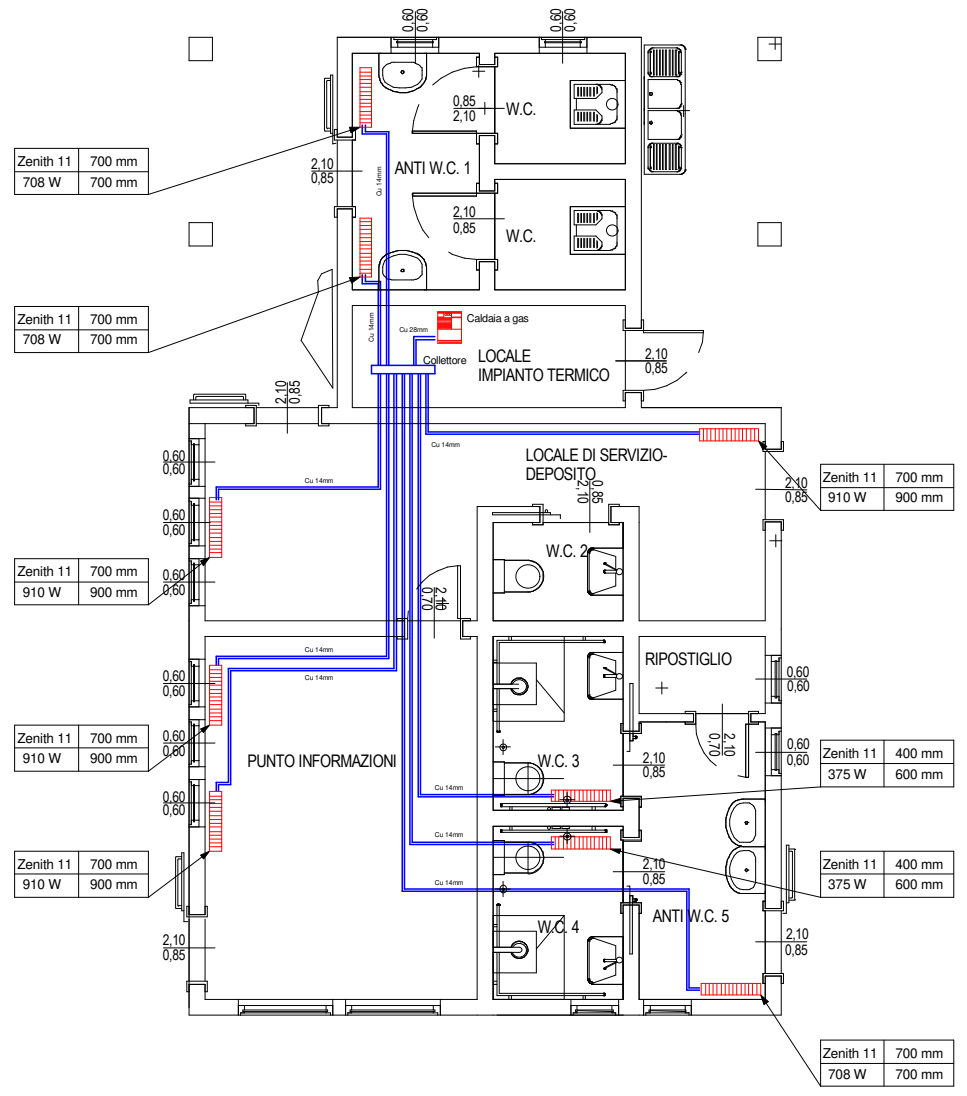 0,60
0,60
0,60
0,60
0,85
2,10
W.C.
Zenith 11 700 mm
708 W 700 mm
2,10
0,85
ANTI W.C. 1
Cu 14mm
2,10
0,85
W.C.
Zenith 11 700 mm
708 W 700 mm
Cu 14mm
Cu 28mm
Caldaia a gas
Collettore
LOCALE
IMPIANTO TERMICO
2,10
0,85
2,10
0,85
Cu 14mm
LOCALE DI SERVIZIO-
DEPOSITO
0,60
0,60
Cu 14mm
0,85
2,10
2,10
0,85
Zenith 11 700 mm
910 W 900 mm
0,60
0,60
W.C. 2
Zenith 11 700 mm
910 W 900 mm
0,60
0,60
2,10
0,70
Cu 14mm
Cu 14mm
RIPOSTIGLIO
0,60
0,60
0,60
0,60
Zenith 11 700 mm
910 W 900 mm
0,60
0,60
PUNTO INFORMAZIONI
W.C. 3
2,10
0,85
2,10
0,70
0,60
0,60
Zenith 11 400 mm
375 W 600 mm
Cu 14mm
0,60
0,60
Cu 14mm
Zenith 11 700 mm
910 W 900 mm
2,10
0,85
Zenith 11 400 mm
375 W 600 mm
Cu 14mm
W.C. 4
ANTI W.C. 5
2,10
0,85
2,10
0,85
Zenith 11 700 mm
708 W 700 mm